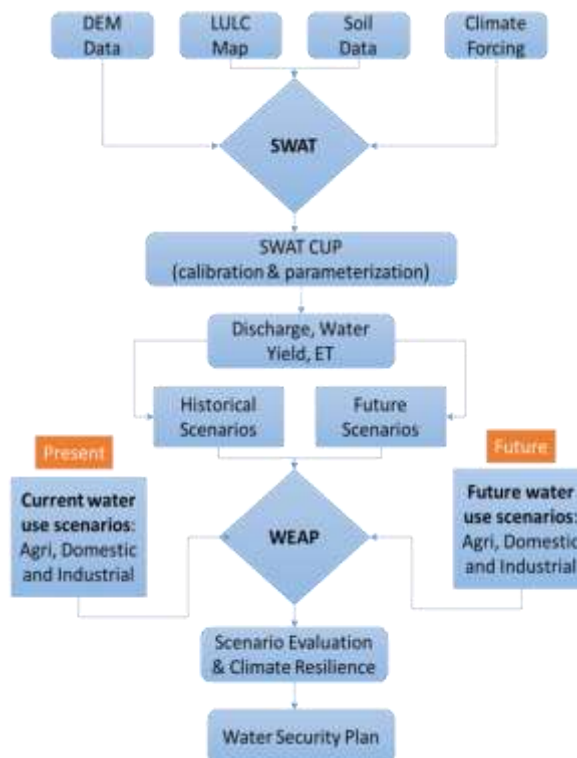 DEM
Data
LULC
Map
Soil
Data
Climate
Forcing
SWAT
SWAT CUP
(calibration & parameterization)
Discharge, Water
Yield, ET
Historical
Scenarios
Future
Scenarios
Present
Current water
use scenarios:
Agri, Domestic
and Industrial
WEAP
Future
Future water
use scenarios:
Agri, Domestic
and Industrial
Scenario Evaluation
& Climate Resilience
Water Security Plan